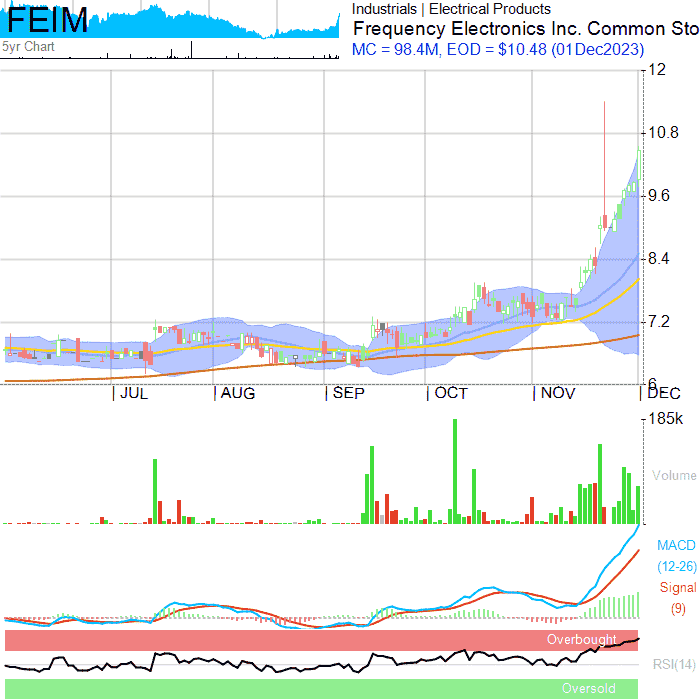 FEIM
5yr Chart
Industrials | Electrical Products
Frequency Electronics Inc. Common Sto
MC = 98.4M, EOD = $10.48 (01Dec2023)
12
10.8
9.6
8.4
7.2
6
JUL
AUG
SEP
OCT
NOV
DEC
185k
Volume
MACD
(12-26)
Signal
(9)
Overbought
RSI(14)
Oversold